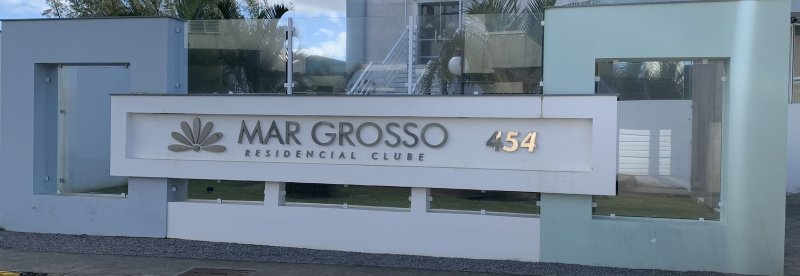 MAR GROSSO 454
RESIDENCIAL CLUBE